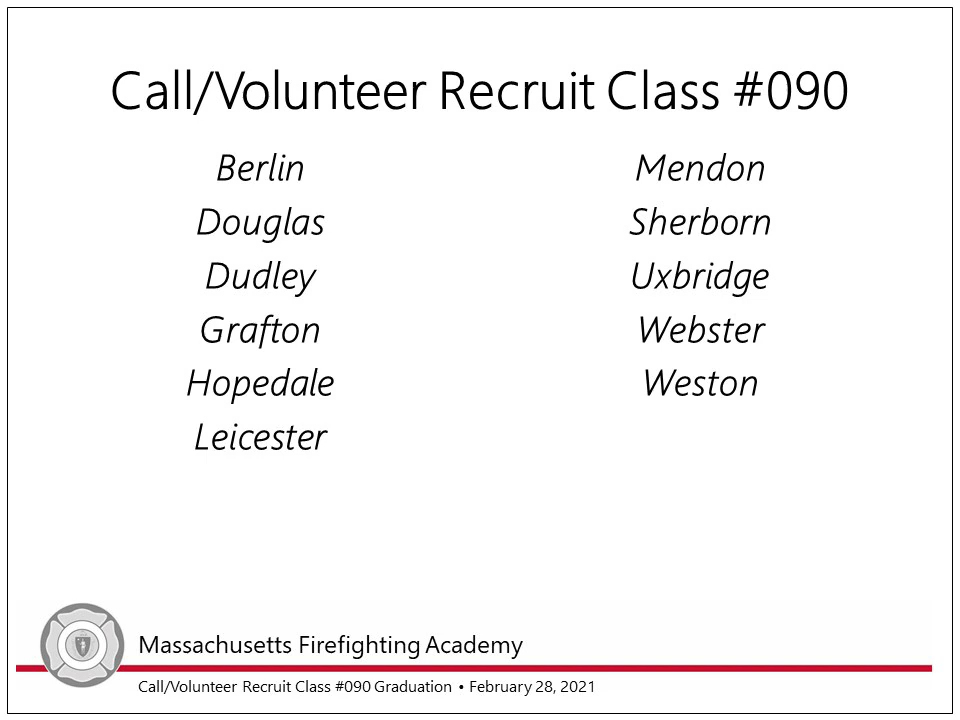 Call/Volunteer Recruit Class #090
Berlin
Douglas
Dudley
Grafton
Hopedale
Leicester
Mendon
Sherborn
Uxbridge
Webster
Weston
Massachusetts Firefighting Academy
Call/Volunteer Recruit Class #090 Graduation • February 28, 2021